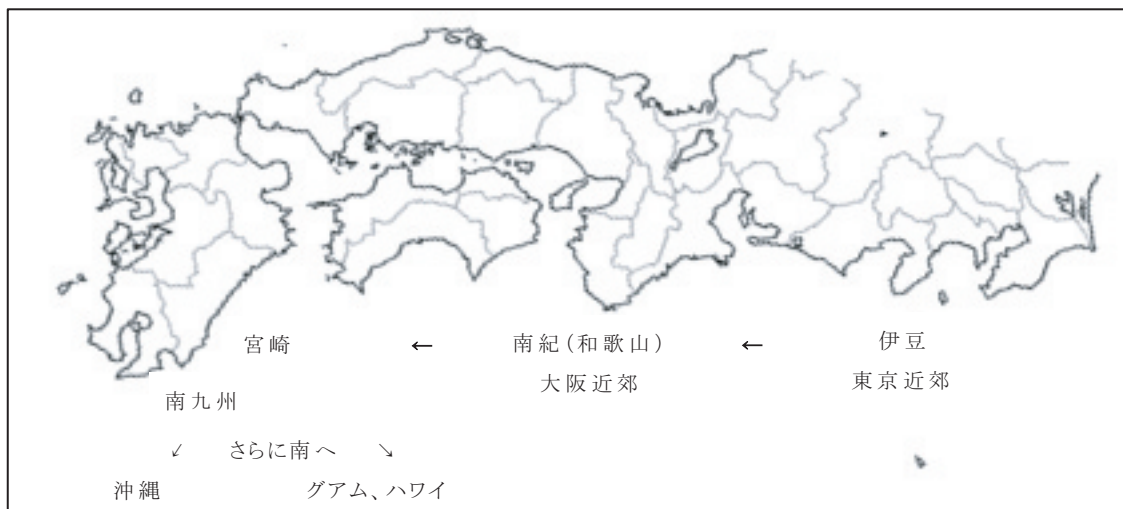 宮崎 ← 南紀(和歌山) ← 伊豆
大阪近郊 東京近郊
南九州
↙ さらに南へ ↘
沖縄 グアム、ハワイ